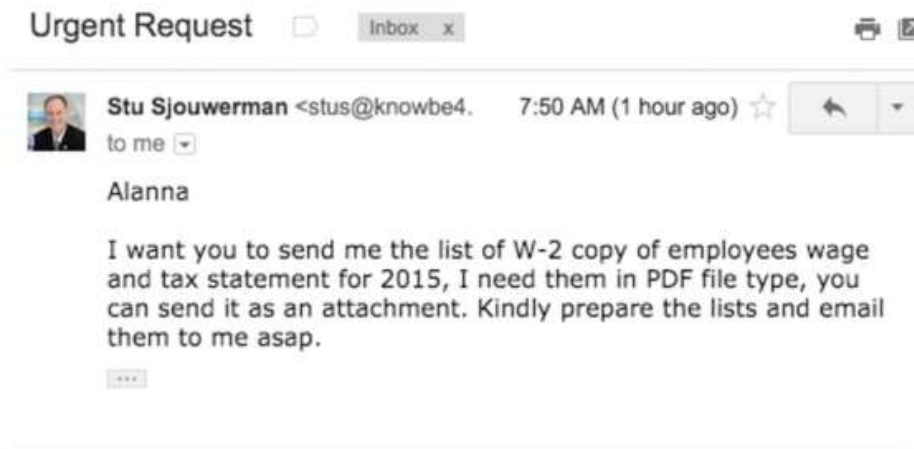 Urgent Request Inbox x
Stu Sjouwerman <stus@knowbe4. 7:50 AM (1 hour ago)
to me
Alanna
I want you to send me the list of W-2 copy of employees wage
and tax statement for 2015, I need them in PDF file type, you
can send it as an attachment. Kindly prepare the lists and email
them to me asap.